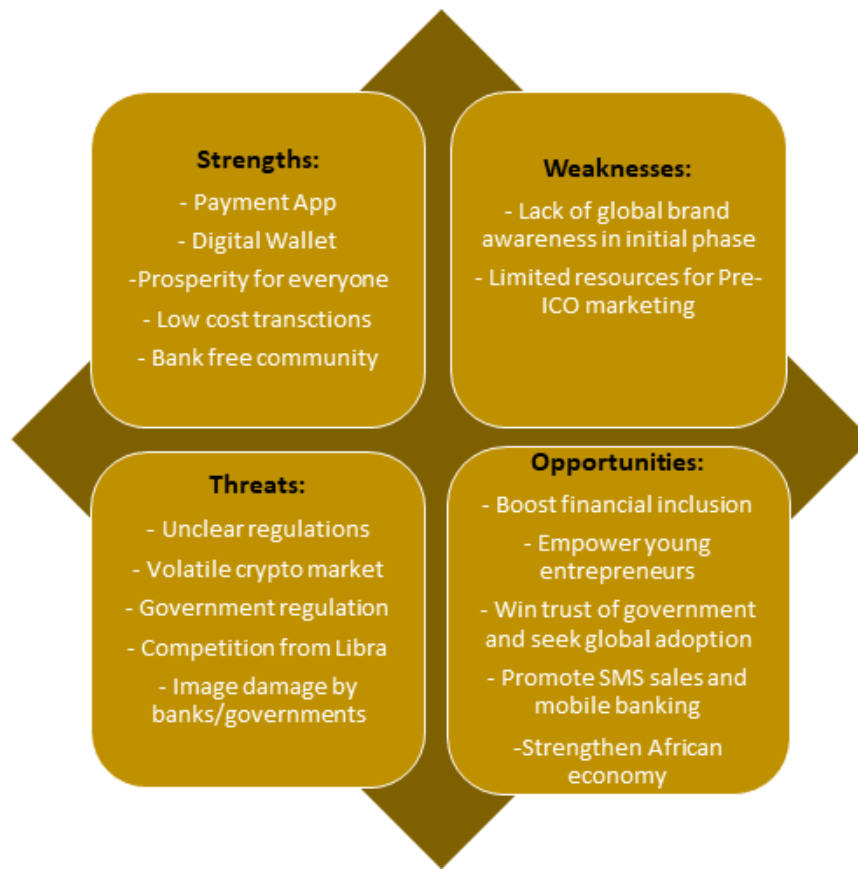 Strengths:
- Payment App
- Digital Wallet
-Prosperity for everyone
- Low cost transctions
- Bank free community
Weaknesses:
- Lack of global brand
awareness in initial phase
- Limited resources for Pre-
ICO marketing
Threats:
- Unclear regulations
- Volatile crypto market
- Government regulation
- Competition from Libra
- Image damage by
banks/governments
Opportunities:
- Boost financial inclusion
- Empower young
entrepreneurs
- Win trust of government
and seek global adoption
- Promote SMS sales and
mobile banking
-Strengthen African
economy